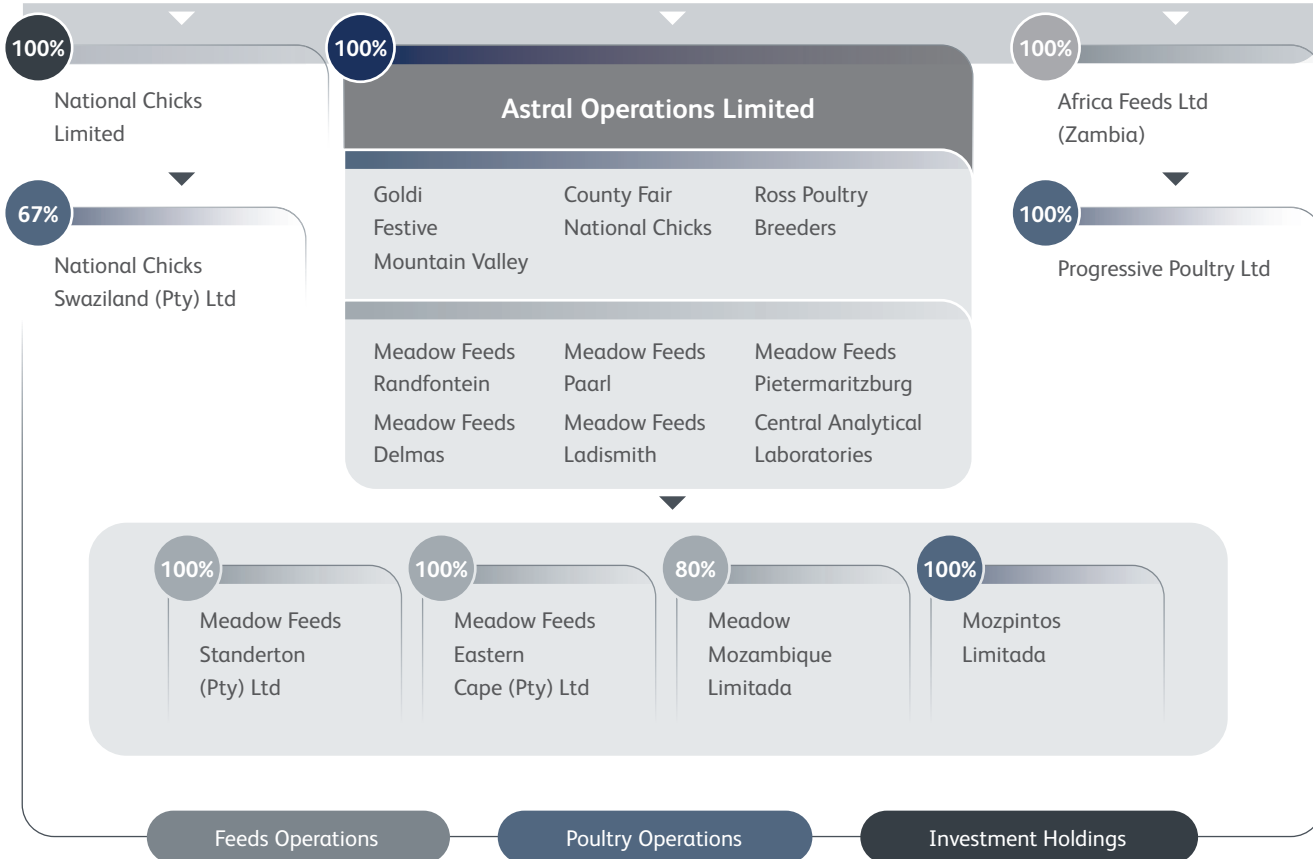 100%
National Chicks
Limited
67%
National Chicks
Swaziland (Pty) Ltd
100%
Astral Operations Limited
Goldi
Festive
Mountain Valley
County Fair
National Chicks
Ross Poultry
Breeders
Meadow Feeds
Randfontein
Meadow Feeds
Paarl
Meadow Feeds
Pietermaritzburg
Meadow Feeds
Delmas
Meadow Feeds
Ladismith
Central Analytical
Laboratories
100%
Africa Feeds Ltd
(Zambia)
100%
Progressive Poultry Ltd
100%
Meadow Feeds
Standerton
(Pty) Ltd
100%
Meadow Feeds
Eastern
Cape (Pty) Ltd
80%
Meadow
Mozambique
Limitada
100%
Mozpintos
Limitada
Feeds Operations
Poultry Operations
Investment Holdings